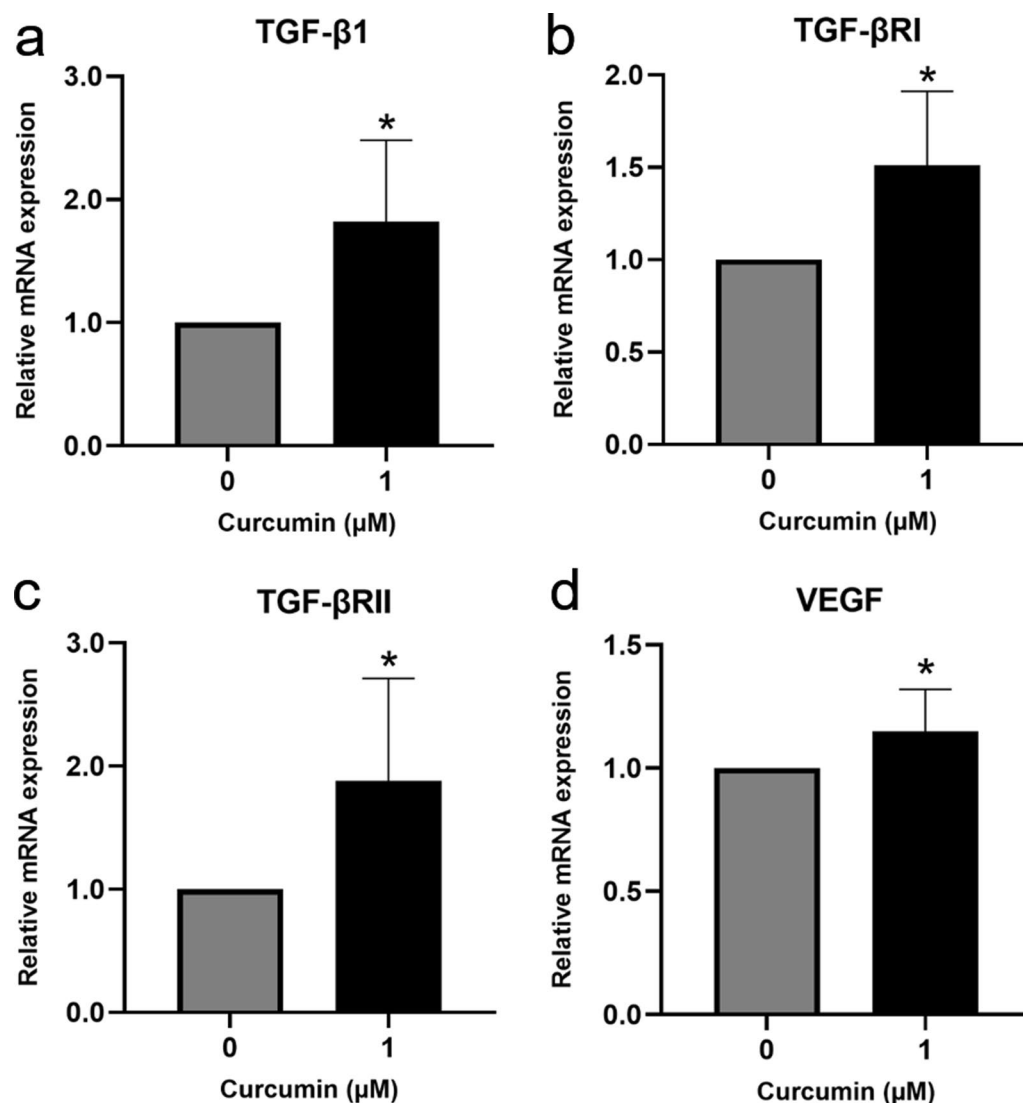 a
TGF-β1
Relative mRNA expression
3.0
2.0
1.0
0.0
*
0
1
Curcumin (µM)
b
TGF-βRI
Relative mRNA expression
2.0
1.5
1.0
0.5
0.0
*
0
1
Curcumin (µM)
c
TGF-βRII
Relative mRNA expression
3.0
2.0
1.0
0.0
*
0
1
Curcumin (µM)
d
VEGF
Relative mRNA expression
1.5
1.0
0.5
0.0
*
0
1
Curcumin (µM)